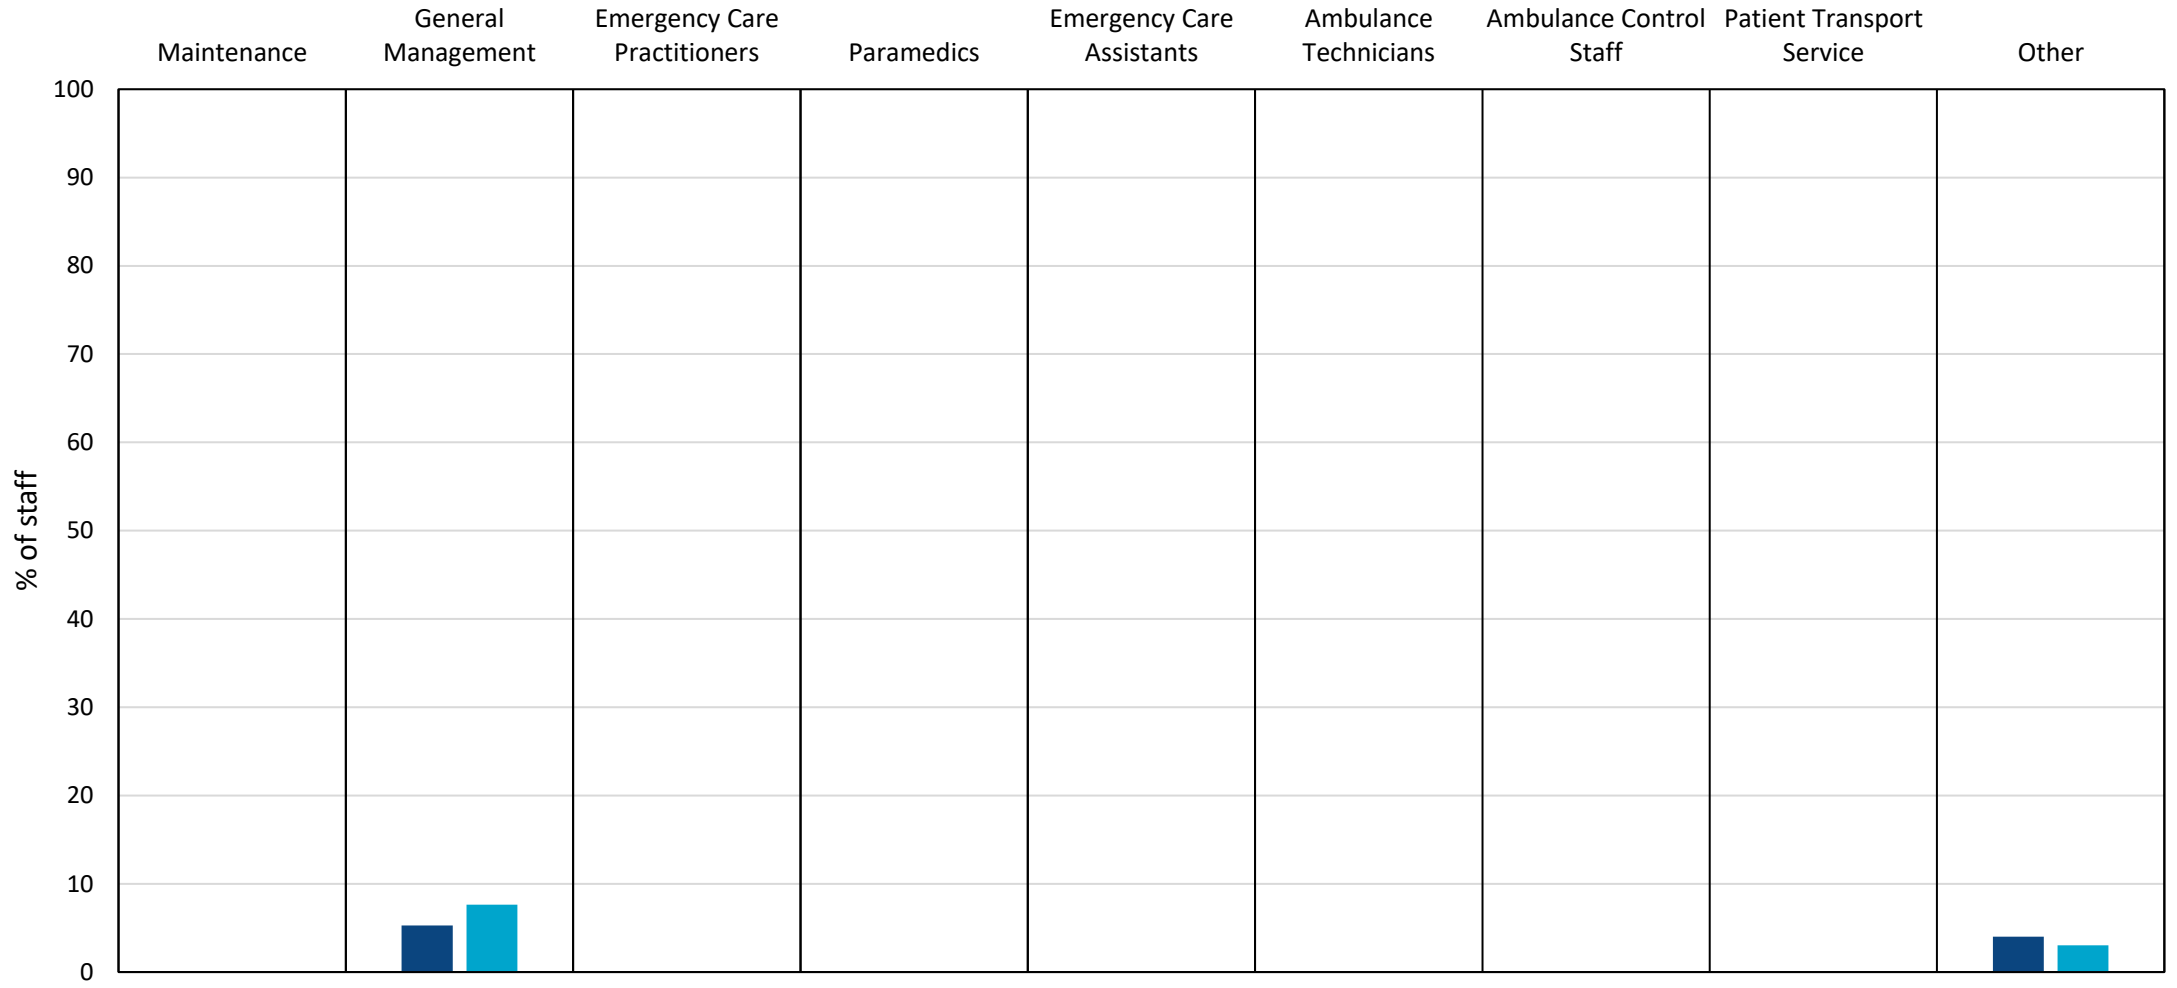 Maintenance
General
Management
Emergency Care
Practitioners
Paramedics
Emergency Care
Assistants
Ambulance
Technicians
Ambulance Control
Staff
Patient Transport
Service
Other
% of staff
100
90
80
70
60
50
40
30
20
10
0